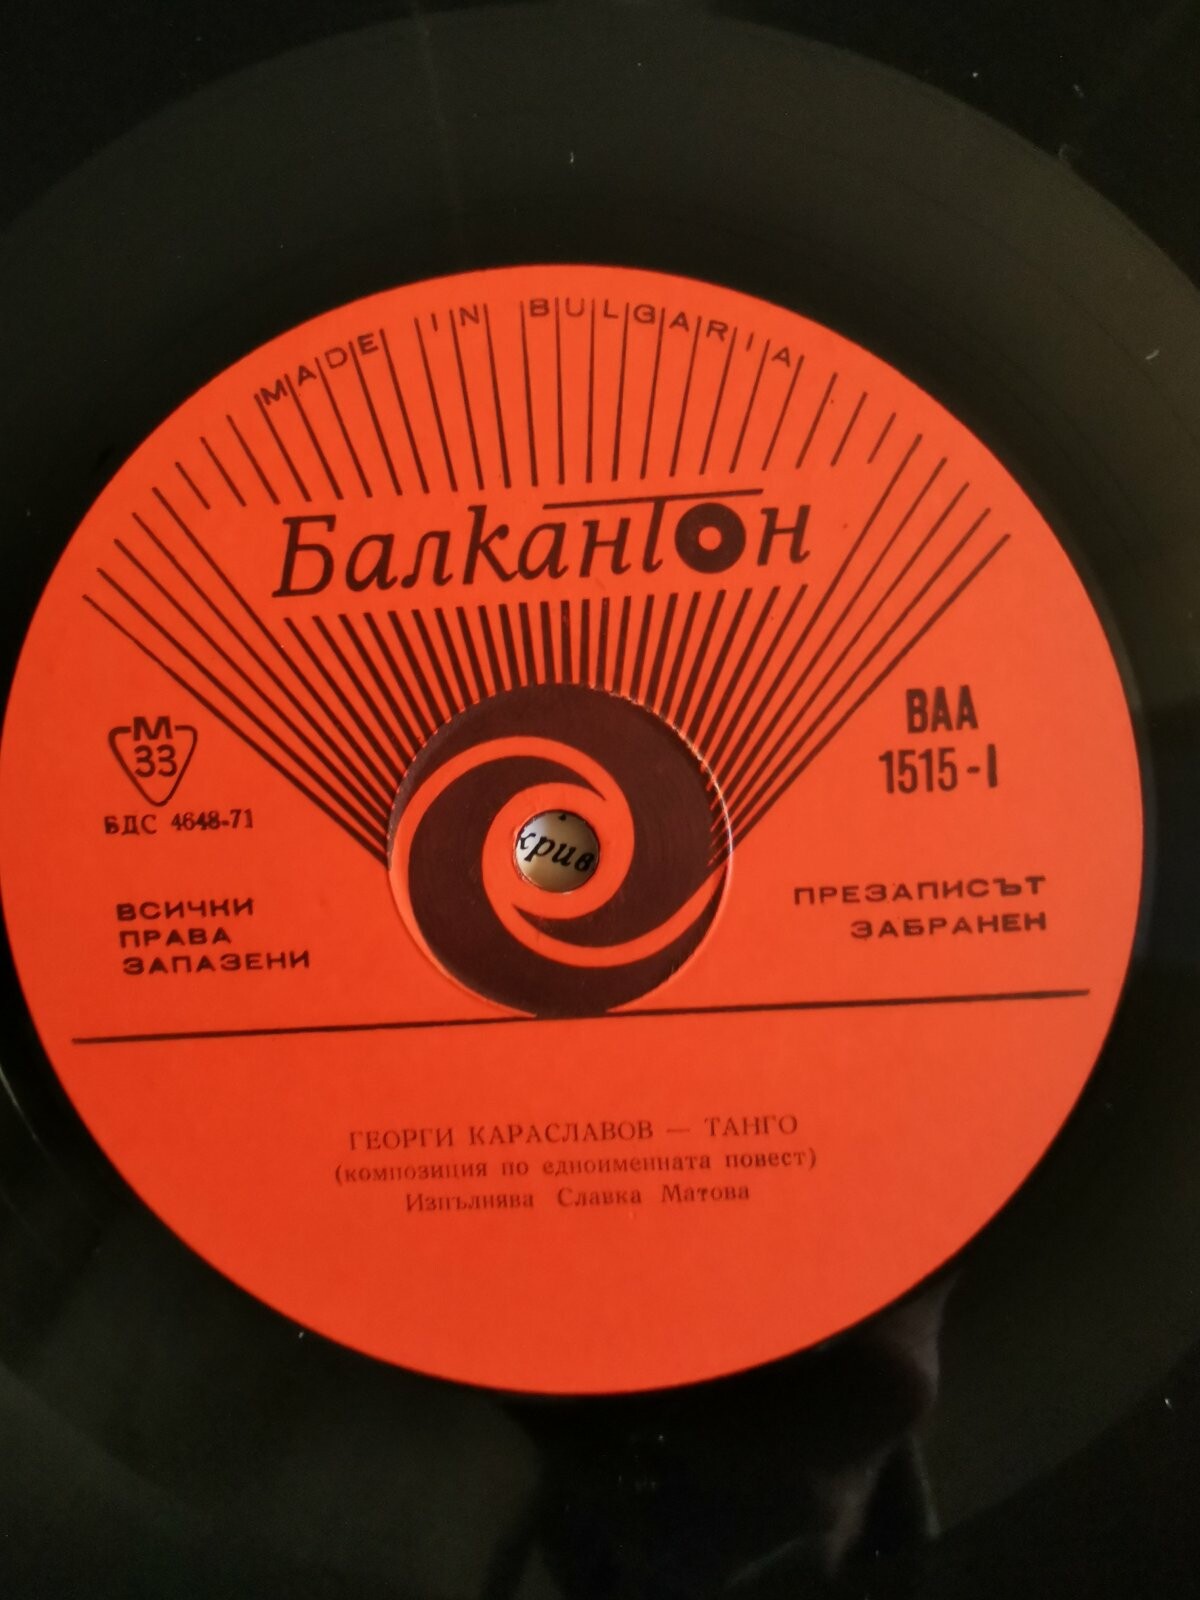 MADE IN BULGARIA
Балкантон
М
33
БДС 4648-71
ВАА
1515-I
ВСИЧКИ
ПРАВА
ЗАПАЗЕНИ
крив
ПРЕЗАПИСЪТ
ЗАБРАНЕН
ГЕОРГИ КАРАСЛАВОВ — ТАНГО
(композиция по едноименната повест)
Изпълнява Славка Матова